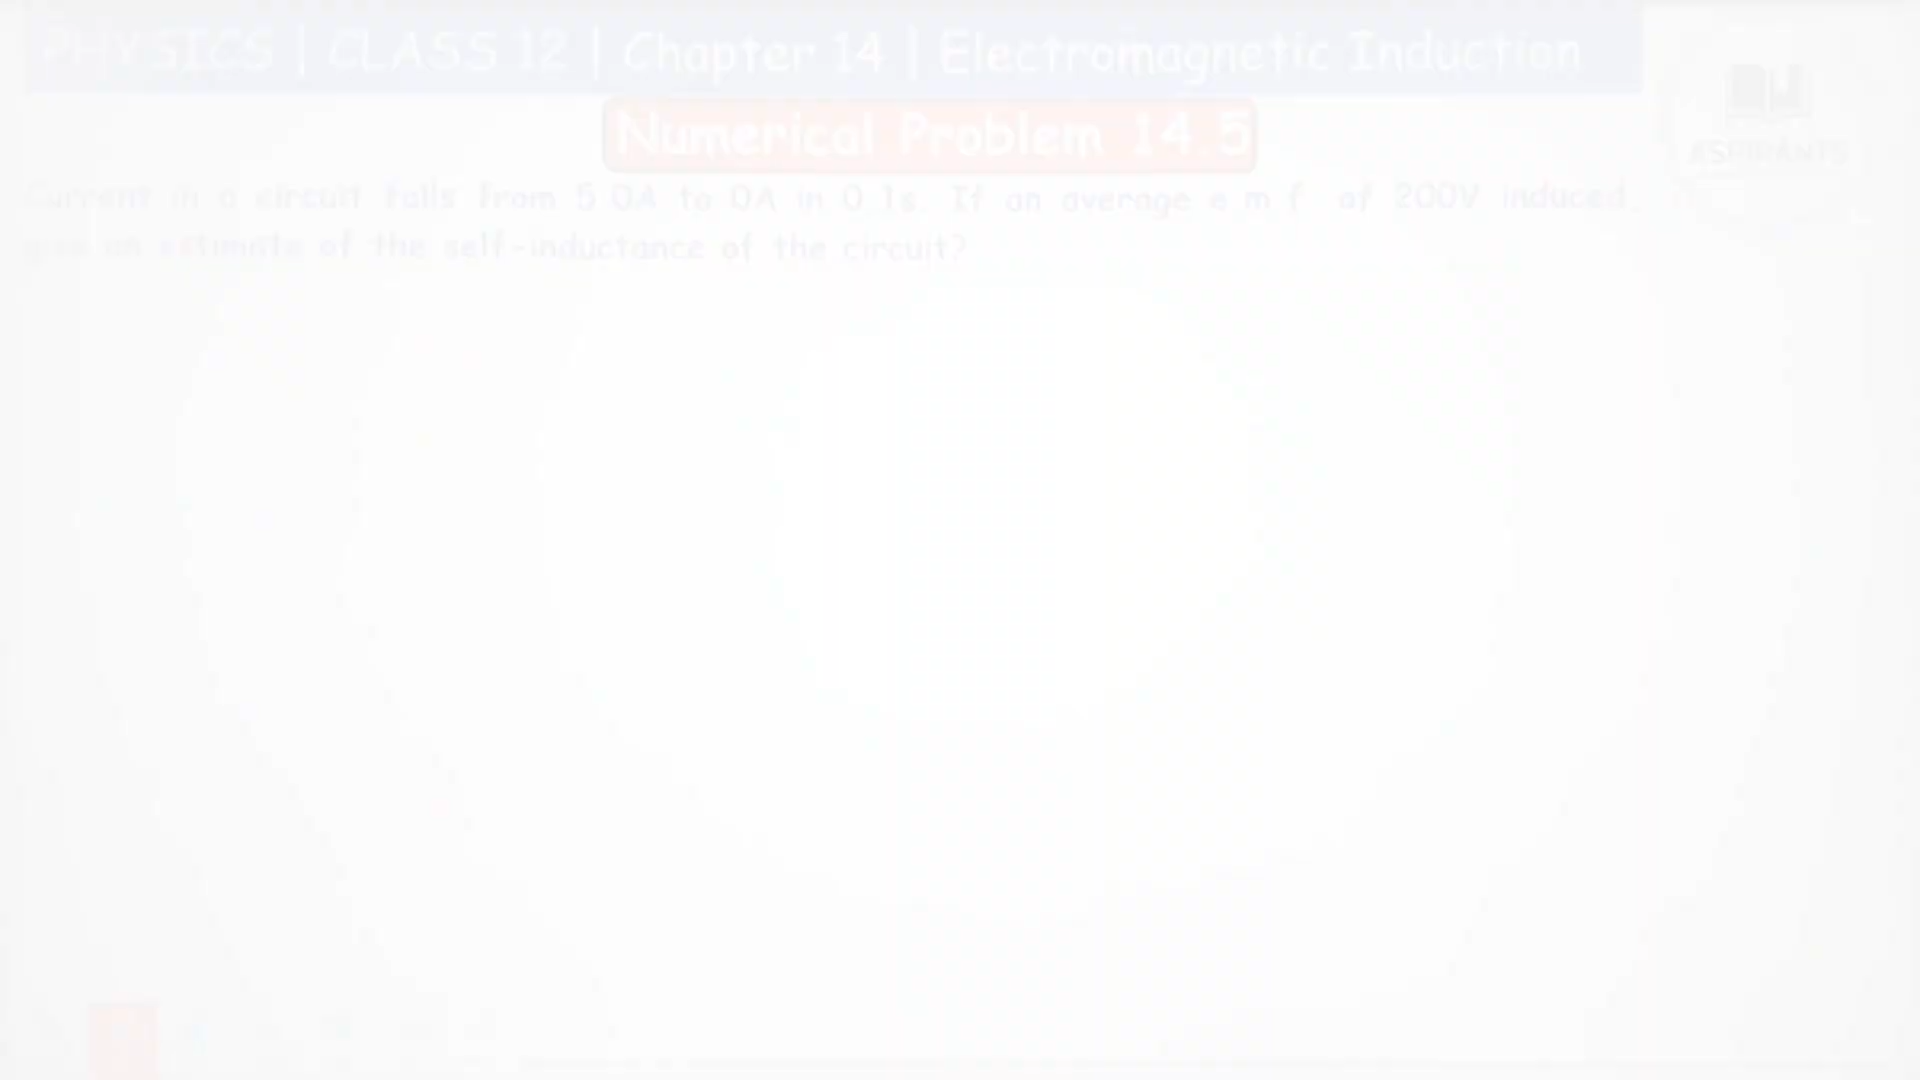 PHYSICS | CLASS 12 | Chapter 14 | Electromagnetic Induction
ASPIRANTS
Numerical Problem 14.5
Current in a circuit falls from 5.0A to 0A in 0.1s. If an average e.m.f. of 200V induced,
give an estimate of the self-inductance of the circuit?